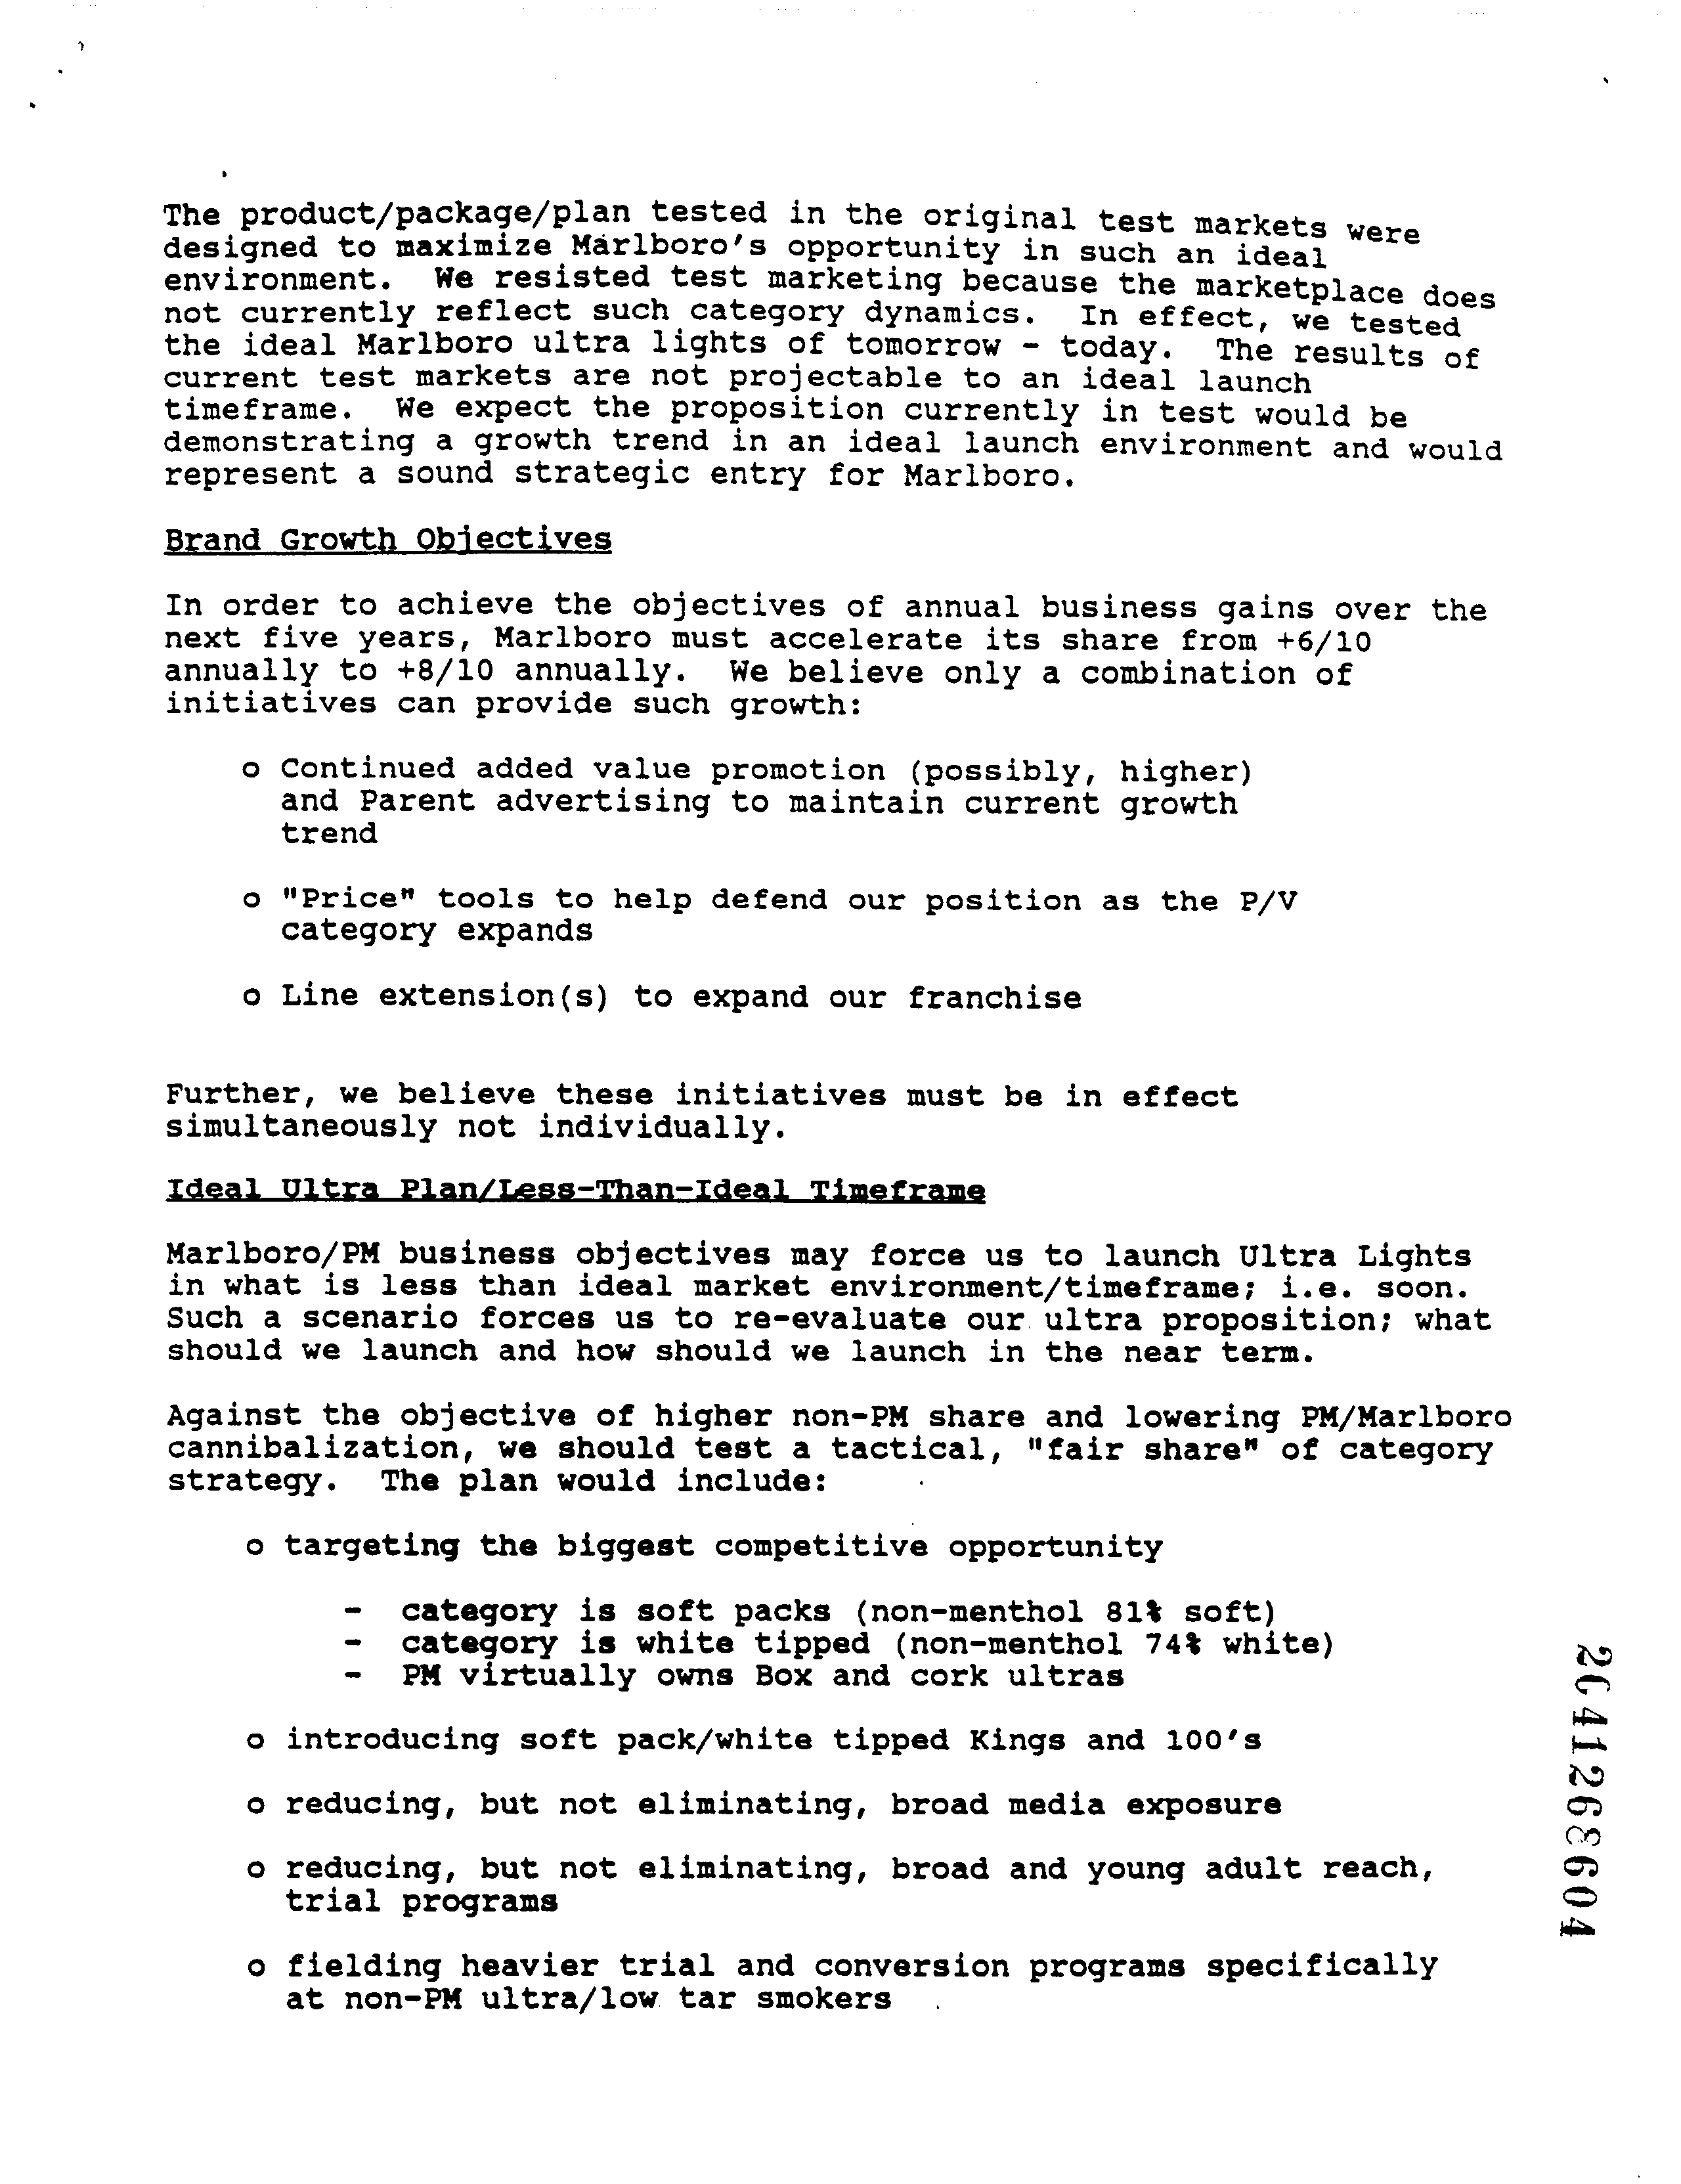 The product/package/plan tested in the original test markets were
designed to maximize Marlboro's opportunity in such an ideal
environment.  We resisted test marketing because the marketplace does
not currently reflect such category dynamics.  In effect, we tested
the ideal Marlboro ultra lights of tomorrow - today.  The results of
current test markets are not projectable to an ideal launch
timeframe.  We expect the proposition currently in test would be
demonstrating a growth trend in an ideal launch environment and would
represent a sound strategic entry for Marlboro.
Brand Growth Objectives
In order to achieve the objectives of annual business gains over the
next five years, Marlboro must accelerate its share from +6/10
annually to +8/10 annually.  We believe only a combination of
initiatives can provide such growth:
o Continued added value promotion (possibly, higher)
and Parent advertising to maintain current growth
trend
o "Price" tools to help defend our position as the P/V
category expands
o Line extension(s) to expand our franchise
Further, we believe these initiatives must be in effect
simultaneously not individually.
Ideal Ultra Plan/Less-Than-Ideal Timeframe
Marlboro/PM business objectives may force us to launch Ultra Lights
in what is less than ideal market environment/timeframe; i.e. soon.
Such a scenario forces us to re-evaluate our ultra proposition; what
should we launch and how should we launch in the near term.
Against the objective of higher non-PM share and lowering PM/Marlboro
cannibalization, we should test a tactical, "fair share" of category
strategy.  The plan would include:
o targeting the biggest competitive opportunity
- category is soft packs (non-menthol 81% soft)
- category is white tipped (non-menthol 74% white)
- PM virtually owns Box and cork ultras
o introducing soft pack/white tipped Kings and 100's
o reducing, but not eliminating, broad media exposure
o reducing, but not eliminating, broad and young adult reach,
trial programs
o fielding heavier trial and conversion programs specifically
at non-PM ultra/low tar smokers
2041268604